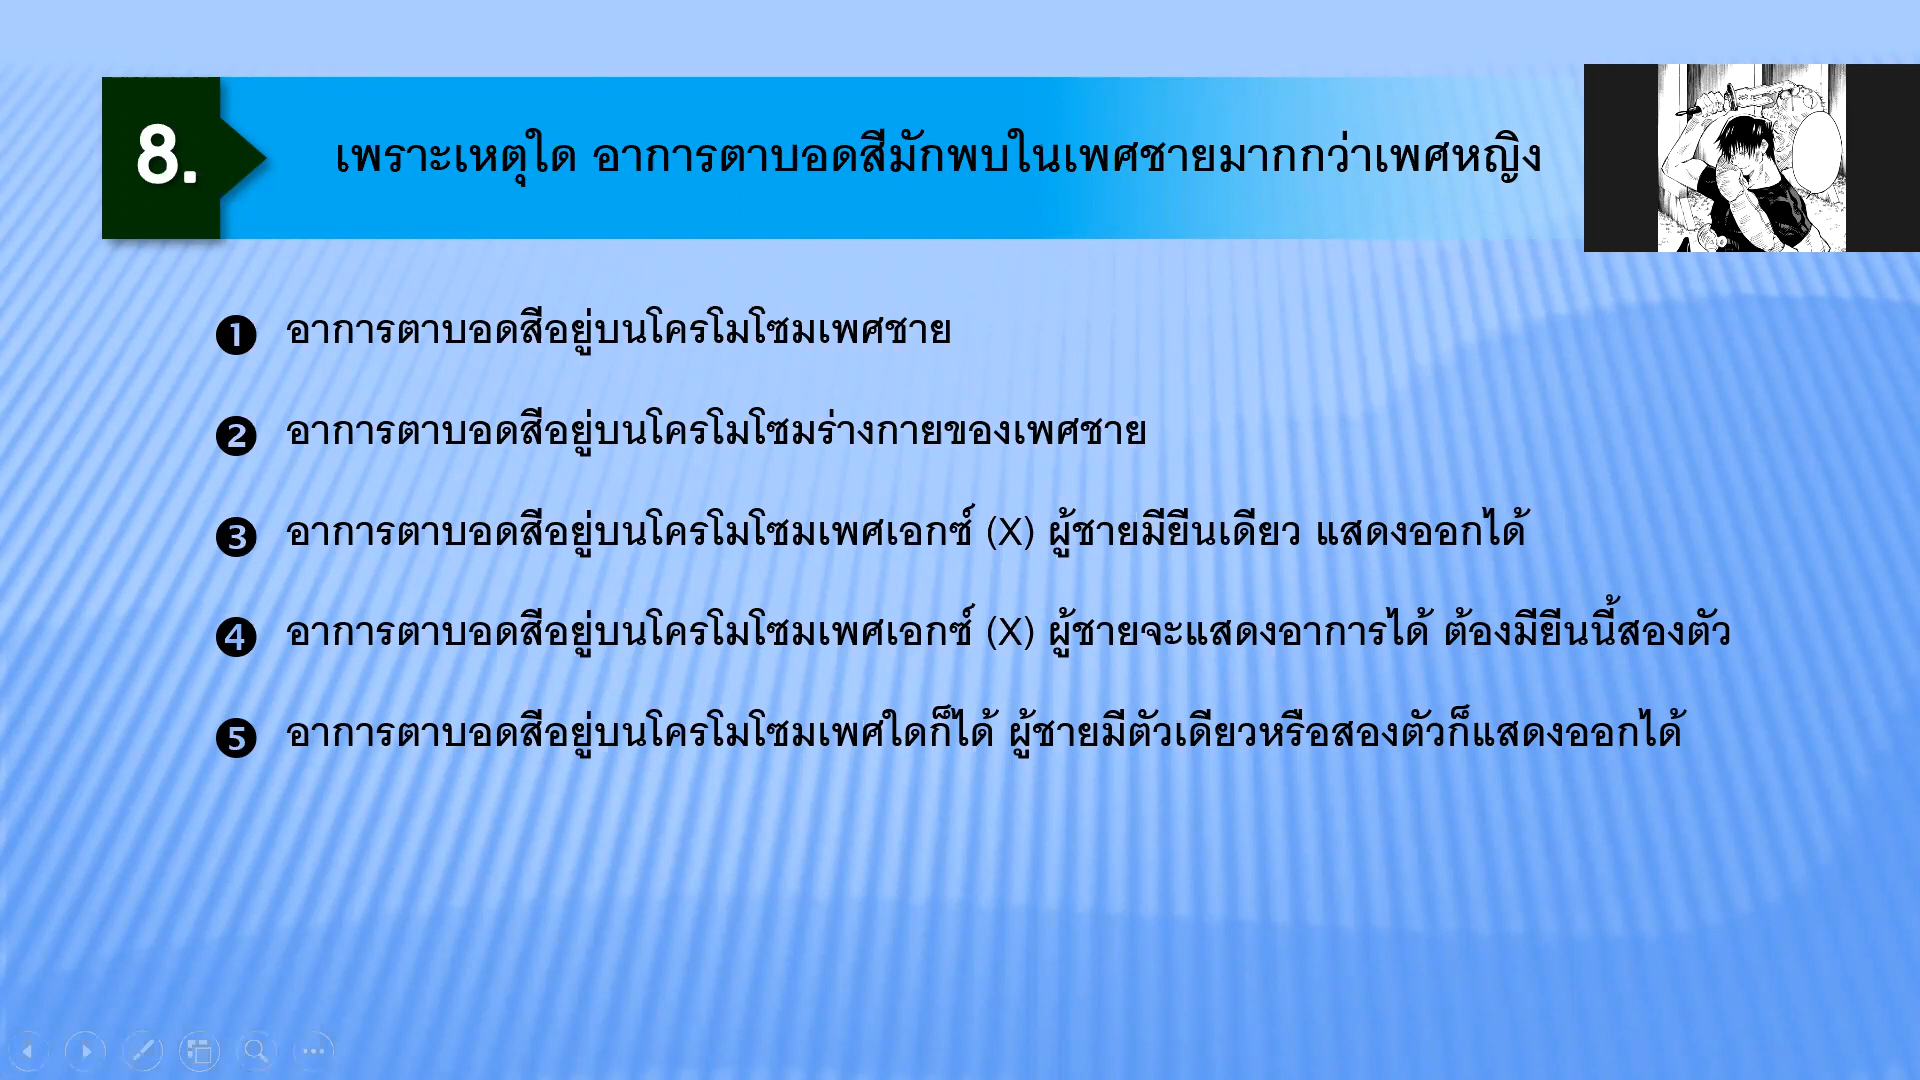 8.
เพราะเหตุใด อาการตาบอดสีมักพบในเพศชายมากกว่าเพศหญิง
❶ อาการตาบอดสีอยู่บนโครโมโซมเพศชาย
❷ อาการตาบอดสีอยู่บนโครโมโซมร่างกายของเพศชาย
❸ อาการตาบอดสีอยู่บนโครโมโซมเพศเอกซ์ (X) ผู้ชายมียีนเดียว แสดงออกได้
❹ อาการตาบอดสีอยู่บนโครโมโซมเพศเอกซ์ (X) ผู้ชายจะแสดงอาการได้ ต้องมียีนนี้สองตัว
❺ อาการตาบอดสีอยู่บนโครโมโซมเพศใดก็ได้ ผู้ชายมีตัวเดียวหรือสองตัวก็แสดงออกได้